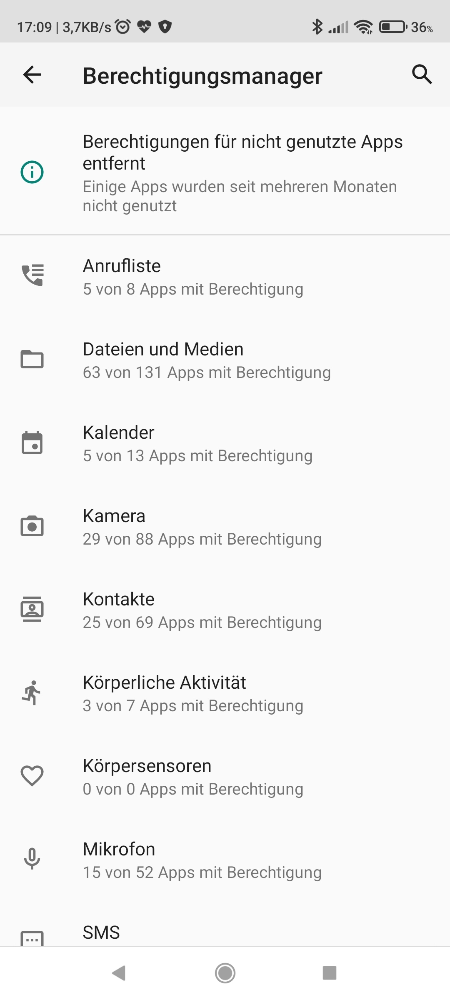 17:09 | 3,7KB/s 36%
Berechtigungsmanager
Berechtigungen für nicht genutzte Apps
entfernt
Einige Apps wurden seit mehreren Monaten
nicht genutzt
Anrufliste
5 von 8 Apps mit Berechtigung
Dateien und Medien
63 von 131 Apps mit Berechtigung
Kalender
5 von 13 Apps mit Berechtigung
Kamera
29 von 88 Apps mit Berechtigung
Kontakte
25 von 69 Apps mit Berechtigung
Körperliche Aktivität
3 von 7 Apps mit Berechtigung
Körpersensoren
0 von 0 Apps mit Berechtigung
Mikrofon
15 von 52 Apps mit Berechtigung
SMS